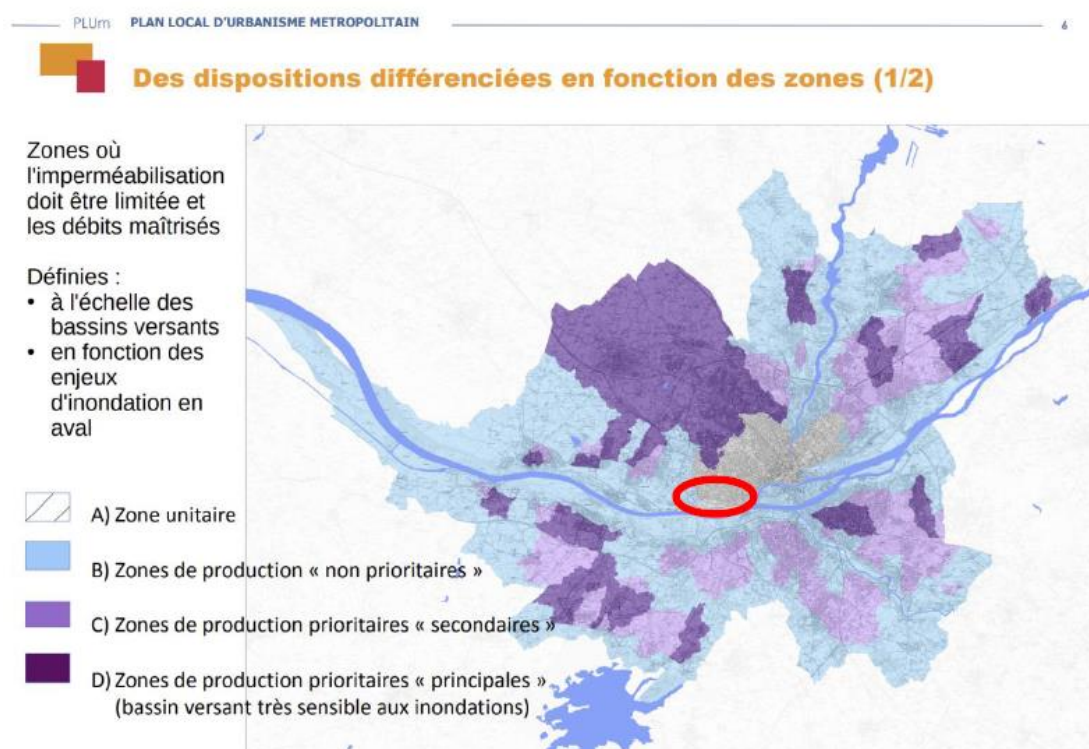 PLUm PLAN LOCAL D'URBANISME METROPOLITAIN 6
Des dispositions différenciées en fonction des zones (1/2)
Zones où
l'imperméabilisation
doit être limitée et
les débits maîtrisés
Définies :
• à l'échelle des
bassins versants
• en fonction des
enjeux
d'inondation en
aval
A) Zone unitaire
B) Zones de production « non prioritaires »
C) Zones de production prioritaires « secondaires »
D) Zones de production prioritaires « principales »
(bassin versant très sensible aux inondations)